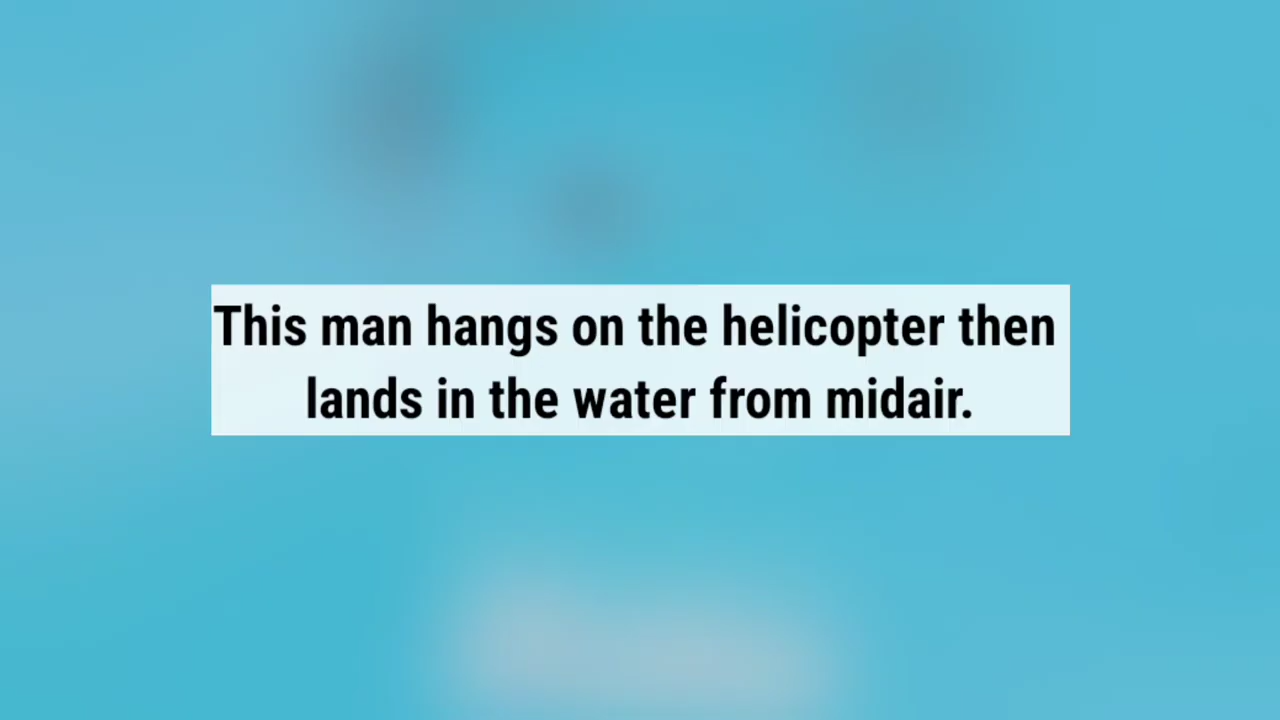 This man hangs on the helicopter then
lands in the water from midair.